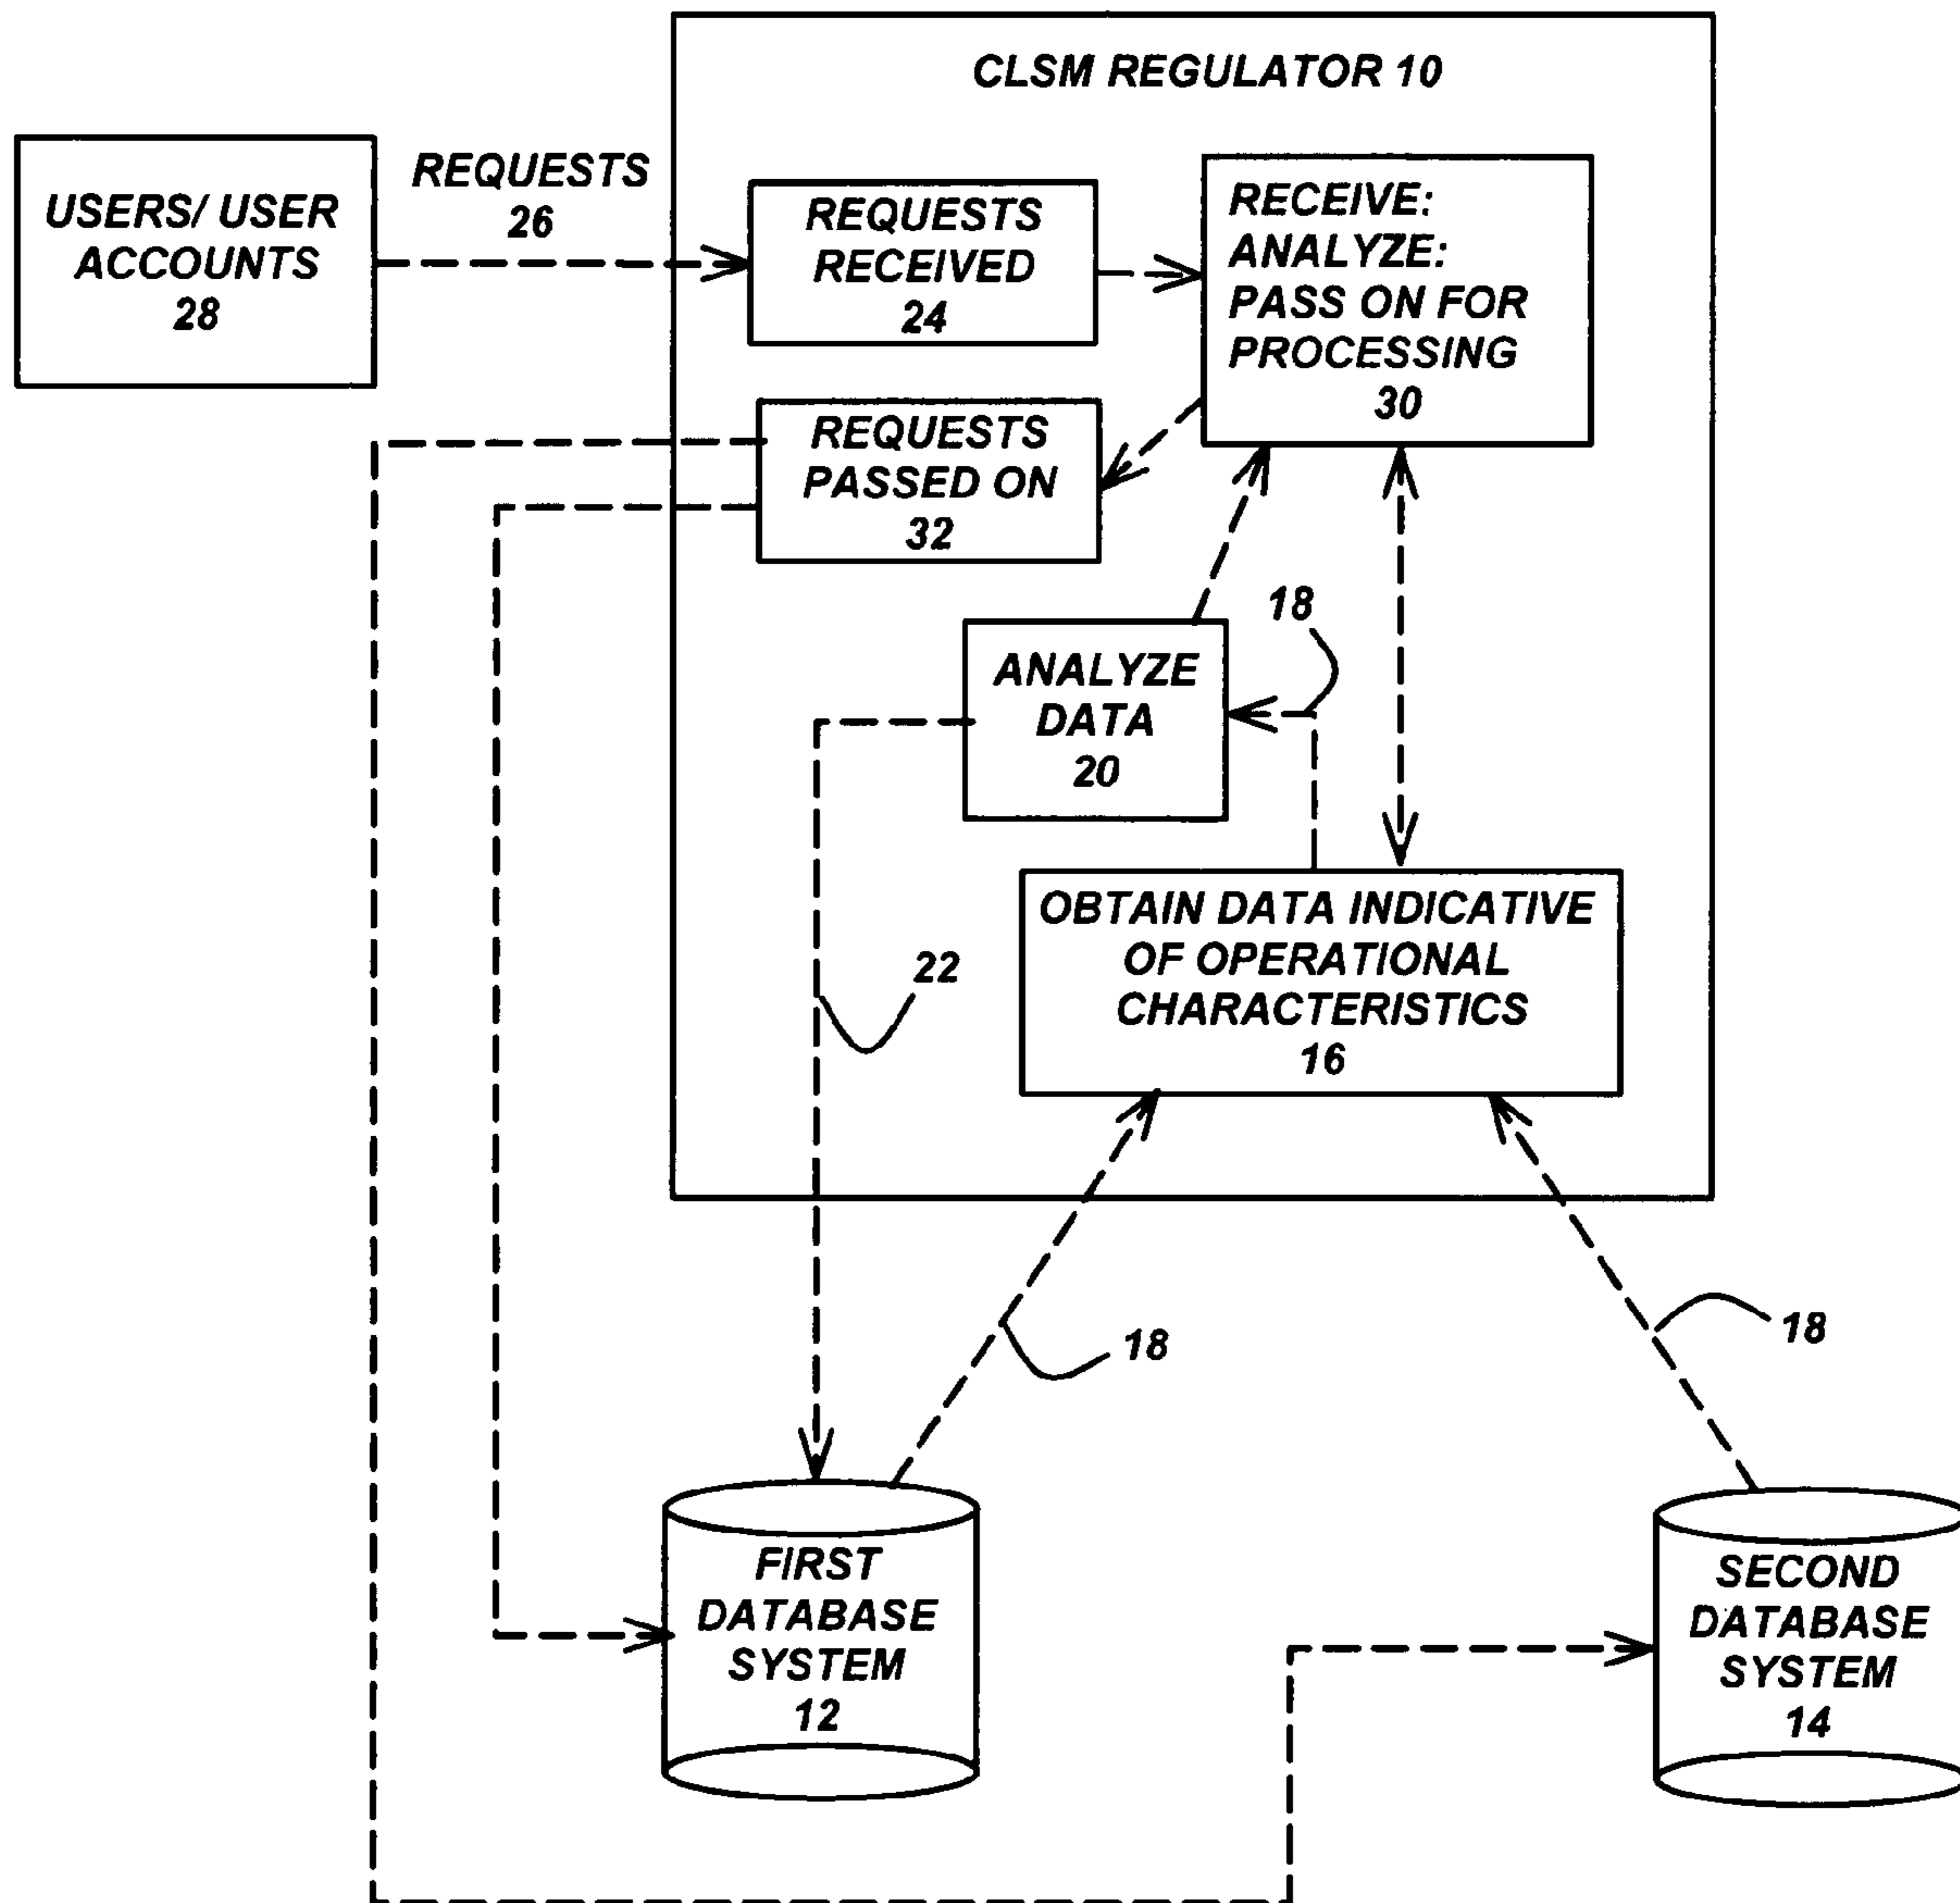 CLSM REGULATOR 10
USERS/ USER
ACCOUNTS
28
REQUESTS
26
REQUESTS
RECEIVED
24
RECEIVE:
ANALYZE:
PASS ON FOR
PROCESSING
30
REQUESTS
PASSED ON
32
18
ANALYZE
DATA
20
OBTAIN DATA INDICATIVE
OF OPERATIONAL
CHARACTERISTICS
16
22
18
18
FIRST
DATABASE
SYSTEM
12
SECOND
DATABASE
SYSTEM
14